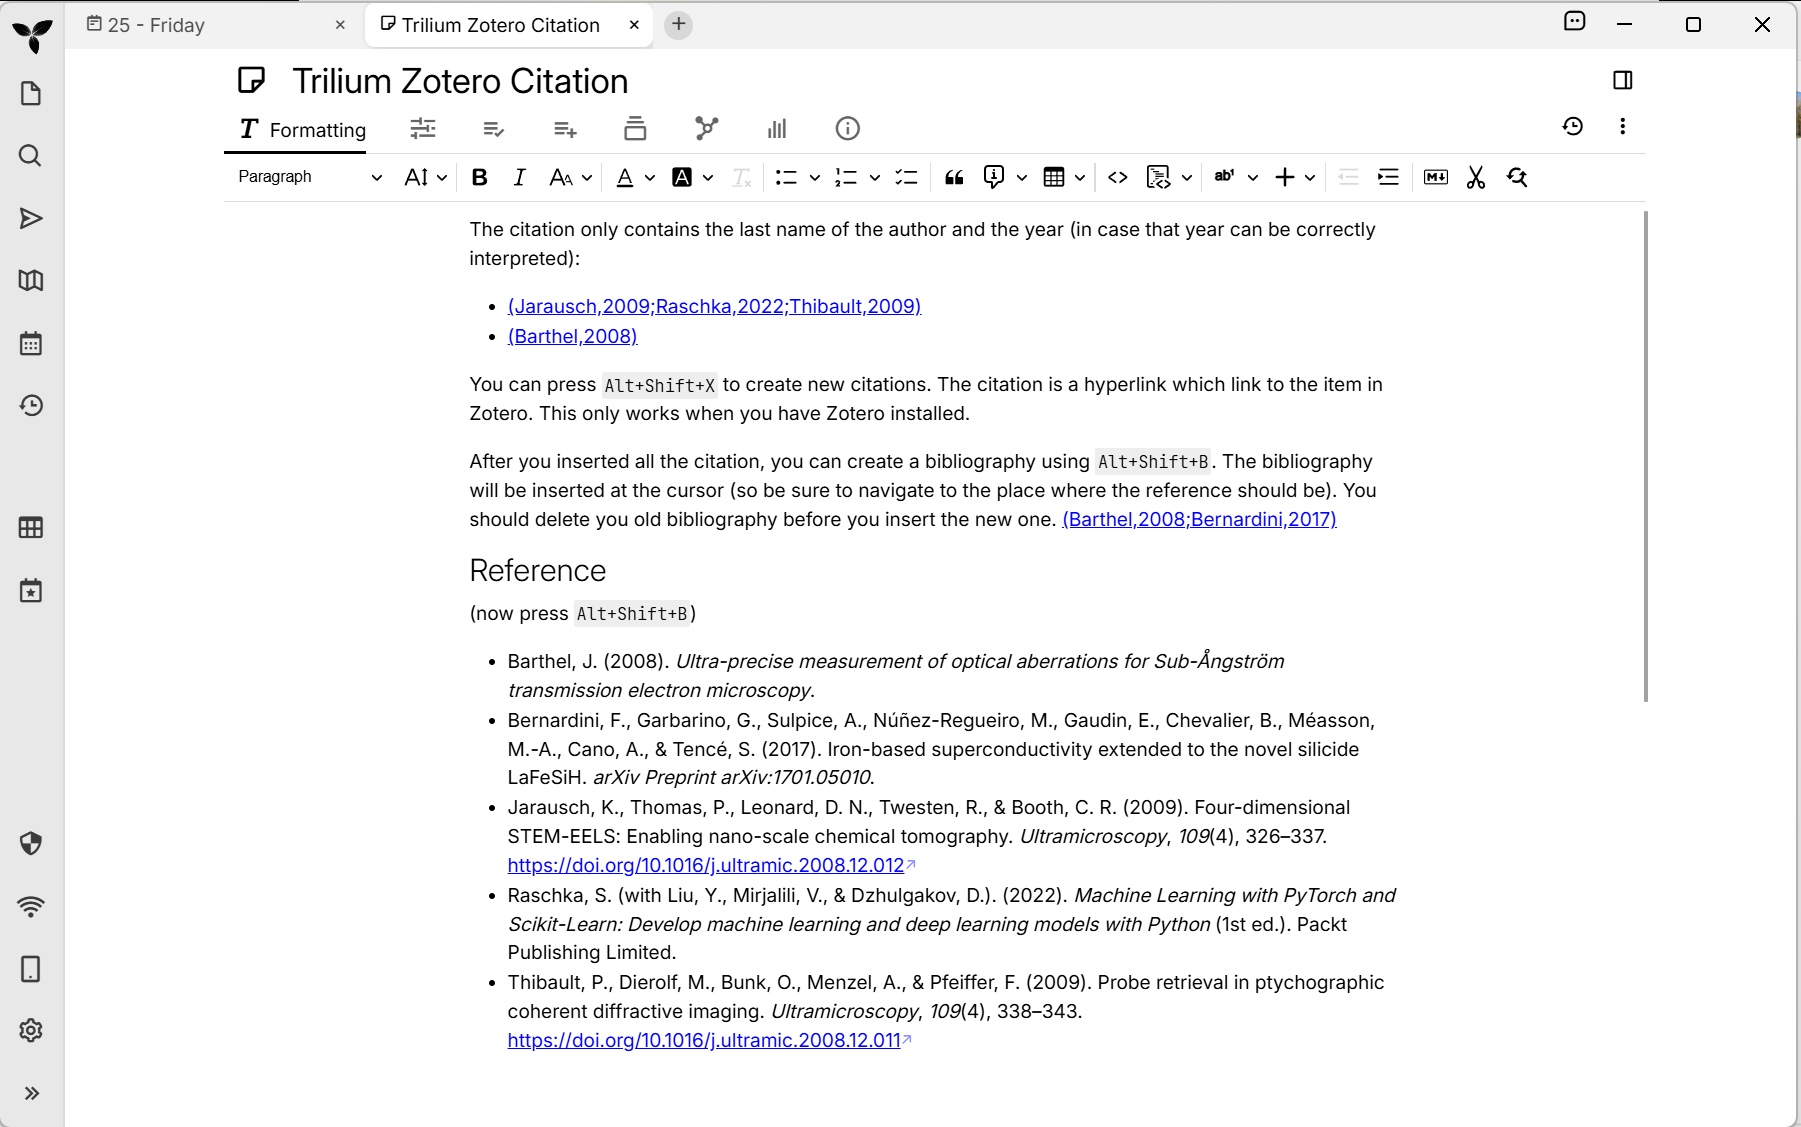 25 - Friday
Trilium Zotero Citation
Trilium Zotero Citation
Formatting
Paragraph
The citation only contains the last name of the author and the year (in case that year can be correctly
interpreted):
(Jarausch,2009;Raschka,2022;Thibault,2009)
(Barthel,2008)
You can press Alt+Shift+X to create new citations. The citation is a hyperlink which link to the item in
Zotero. This only works when you have Zotero installed.
After you inserted all the citation, you can create a bibliography using Alt+Shift+B. The bibliography
will be inserted at the cursor (so be sure to navigate to the place where the reference should be). You
should delete you old bibliography before you insert the new one. (Barthel,2008;Bernardini,2017)
Reference
(now press Alt+Shift+B)
Barthel, J. (2008). Ultra-precise measurement of optical aberrations for Sub-Ångström
transmission electron microscopy.
Bernardini, F., Garbarino, G., Sulpice, A., Núñez-Regueiro, M., Gaudin, E., Chevalier, B., Méasson,
M.-A., Cano, A., & Tencé, S. (2017). Iron-based superconductivity extended to the novel silicide
LaFeSiH. arXiv Preprint arXiv:1701.05010.
Jarausch, K., Thomas, P., Leonard, D. N., Twesten, R., & Booth, C. R. (2009). Four-dimensional
STEM-EELS: Enabling nano-scale chemical tomography. Ultramicroscopy, 109(4), 326–337.
https://doi.org/10.1016/j.ultramic.2008.12.012
Raschka, S. (with Liu, Y., Mirjalili, V., & Dzhulgakov, D.). (2022). Machine Learning with PyTorch and
Scikit-Learn: Develop machine learning and deep learning models with Python (1st ed.). Packt
Publishing Limited.
Thibault, P., Dierolf, M., Bunk, O., Menzel, A., & Pfeiffer, F. (2009). Probe retrieval in ptychographic
coherent diffractive imaging. Ultramicroscopy, 109(4), 338–343.
https://doi.org/10.1016/j.ultramic.2008.12.011